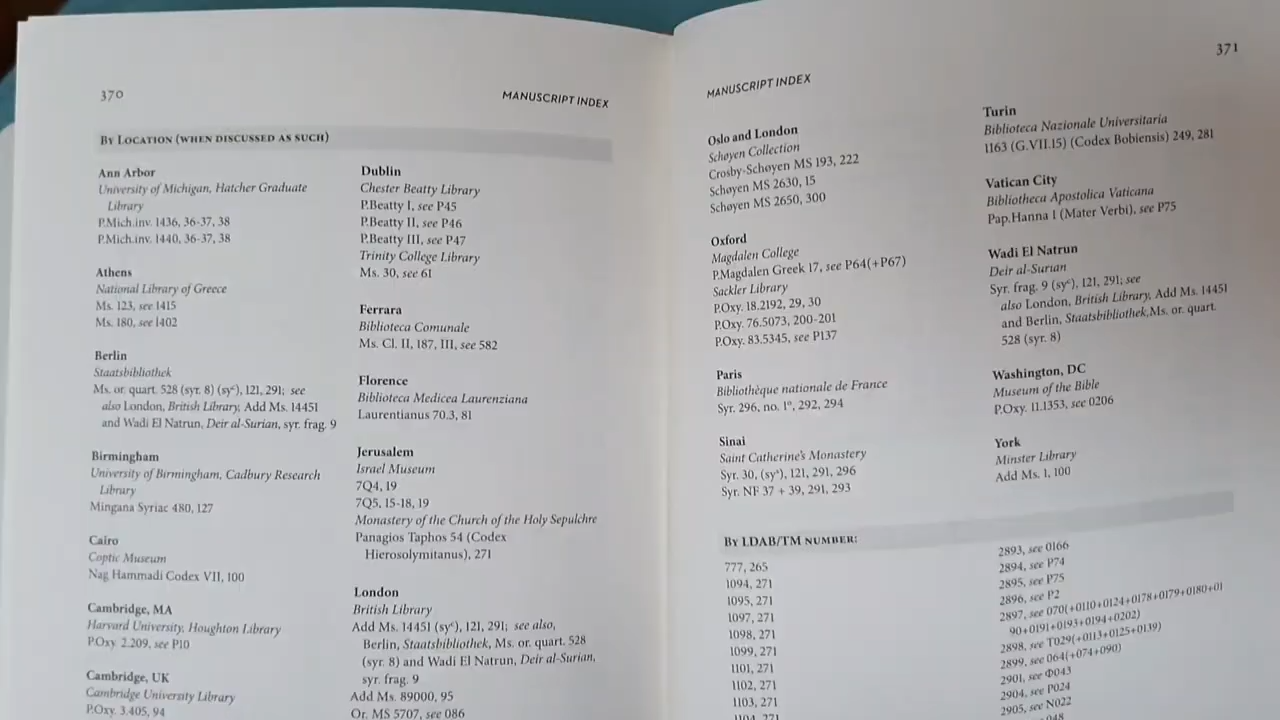 370
MANUSCRIPT INDEX
BY LOCATION (WHEN DISCUSSED AS SUCH)
Ann Arbor
University of Michigan, Hatcher Graduate
Library
P.Mich.inv. 1436, 36-37, 38
P.Mich.inv. 1440, 36-37, 38
Athens
National Library of Greece
Ms. 123, see 1415
Ms. 180, see 1402
Berlin
Staatsbibliothek
Ms. or. quart. 528 (syr. 8) (syᶜ), 121, 291; see
also London, British Library, Add Ms. 14451
and Wadi El Natrun, Deir al-Surian, syr. frag. 9
Birmingham
University of Birmingham, Cadbury Research
Library
Mingana Syriac 480, 127
Cairo
Coptic Museum
Nag Hammadi Codex VII, 100
Cambridge, MA
Harvard University, Houghton Library
P.Oxy. 2.209, see P10
Cambridge, UK
Cambridge University Library
P.Oxy. 3.405, 94
Dublin
Chester Beatty Library
P.Beatty I, see P45
P.Beatty II, see P46
P.Beatty III, see P47
Trinity College Library
Ms. 30, see 61
Ferrara
Biblioteca Comunale
Ms. Cl. II, 187, III, see 582
Florence
Biblioteca Medicea Laurenziana
Laurentianus 70.3, 81
Jerusalem
Israel Museum
7Q4, 19
7Q5, 15-18, 19
Monastery of the Church of the Holy Sepulchre
Panagios Taphos 54 (Codex
Hierosolymitanus), 271
London
British Library
Add Ms. 14451 (syᶜ), 121, 291; see also,
Berlin, Staatsbibliothek, Ms. or. quart. 528
(syr. 8) and Wadi El Natrun, Deir al-Surian,
syr. frag. 9
Add Ms. 89000, 95
Or. MS 5707, see 086
MANUSCRIPT INDEX
371
Oslo and London
Schøyen Collection
Crosby-Schøyen MS 193, 222
Schøyen MS 2630, 15
Schøyen MS 2650, 300
Oxford
Magdalen College
P.Magdalen Greek 17, see P64(+P67)
Sackler Library
P.Oxy. 18.2192, 29, 30
P.Oxy. 76.5073, 200-201
P.Oxy. 83.5345, see P137
Paris
Bibliothèque nationale de France
Syr. 296, no. 1º, 292, 294
Sinai
Saint Catherine's Monastery
Syr. 30, (syˢ), 121, 291, 296
Syr. NF 37 + 39, 291, 293
Turin
Biblioteca Nazionale Universitaria
1163 (G.VII.15) (Codex Bobiensis) 249, 281
Vatican City
Bibliotheca Apostolica Vaticana
Pap.Hanna 1 (Mater Verbi), see P75
Wadi El Natrun
Deir al-Surian
Syr. frag. 9 (syᶜ), 121, 291; see
also London, British Library, Add Ms. 14451
and Berlin, Staatsbibliothek,Ms. or. quart.
528 (syr. 8)
Washington, DC
Museum of the Bible
P.Oxy. 11.1353, see 0206
York
Minster Library
Add Ms. 1, 100
BY LDAB/TM NUMBER:
777, 265
1094, 271
1095, 271
1097, 271
1098, 271
1099, 271
1101, 271
1102, 271
1103, 271
1104, 271
2893, see 0166
2894, see P74
2895, see P75
2896, see P2
2897, see 070(+0110+0124+0178+0179+0180+01
90+0191+0193+0194+0202)
2898, see T029(+0113+0125+0139)
2899, see 064(+074+090)
2901, see Φ043
2904, see P024
2905, see N022